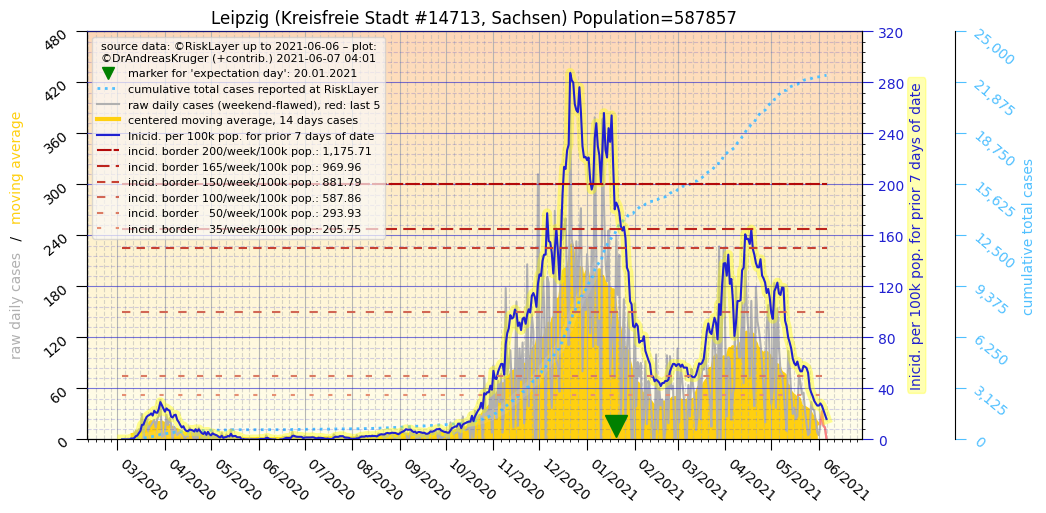 Leipzig (Kreisfreie Stadt #14713, Sachsen) Population=587857
source data: ©RiskLayer up to 2021-06-06 – plot:
©DrAndreasKruger (+contrib.) 2021-06-07 04:01
marker for 'expectation day': 20.01.2021
cumulative total cases reported at RiskLayer
raw daily cases (weekend-flawed), red: last 5
centered moving average, 14 days cases
Inicid. per 100k pop. for prior 7 days of date
incid. border 200/week/100k pop.: 1,175.71
incid. border 165/week/100k pop.: 969.96
incid. border 150/week/100k pop.: 881.79
incid. border 100/week/100k pop.: 587.86
incid. border   50/week/100k pop.: 293.93
incid. border   35/week/100k pop.: 205.75
raw daily cases / moving average
480
420
360
300
240
180
120
60
0
03/2020
04/2020
05/2020
06/2020
07/2020
08/2020
09/2020
10/2020
11/2020
12/2020
01/2021
02/2021
03/2021
04/2021
05/2021
06/2021
320
280
240
200
160
120
80
40
0
Inicid. per 100k pop. for prior 7 days of date
25,000
21,875
18,750
15,625
12,500
9,375
6,250
3,125
0
cumulative total cases